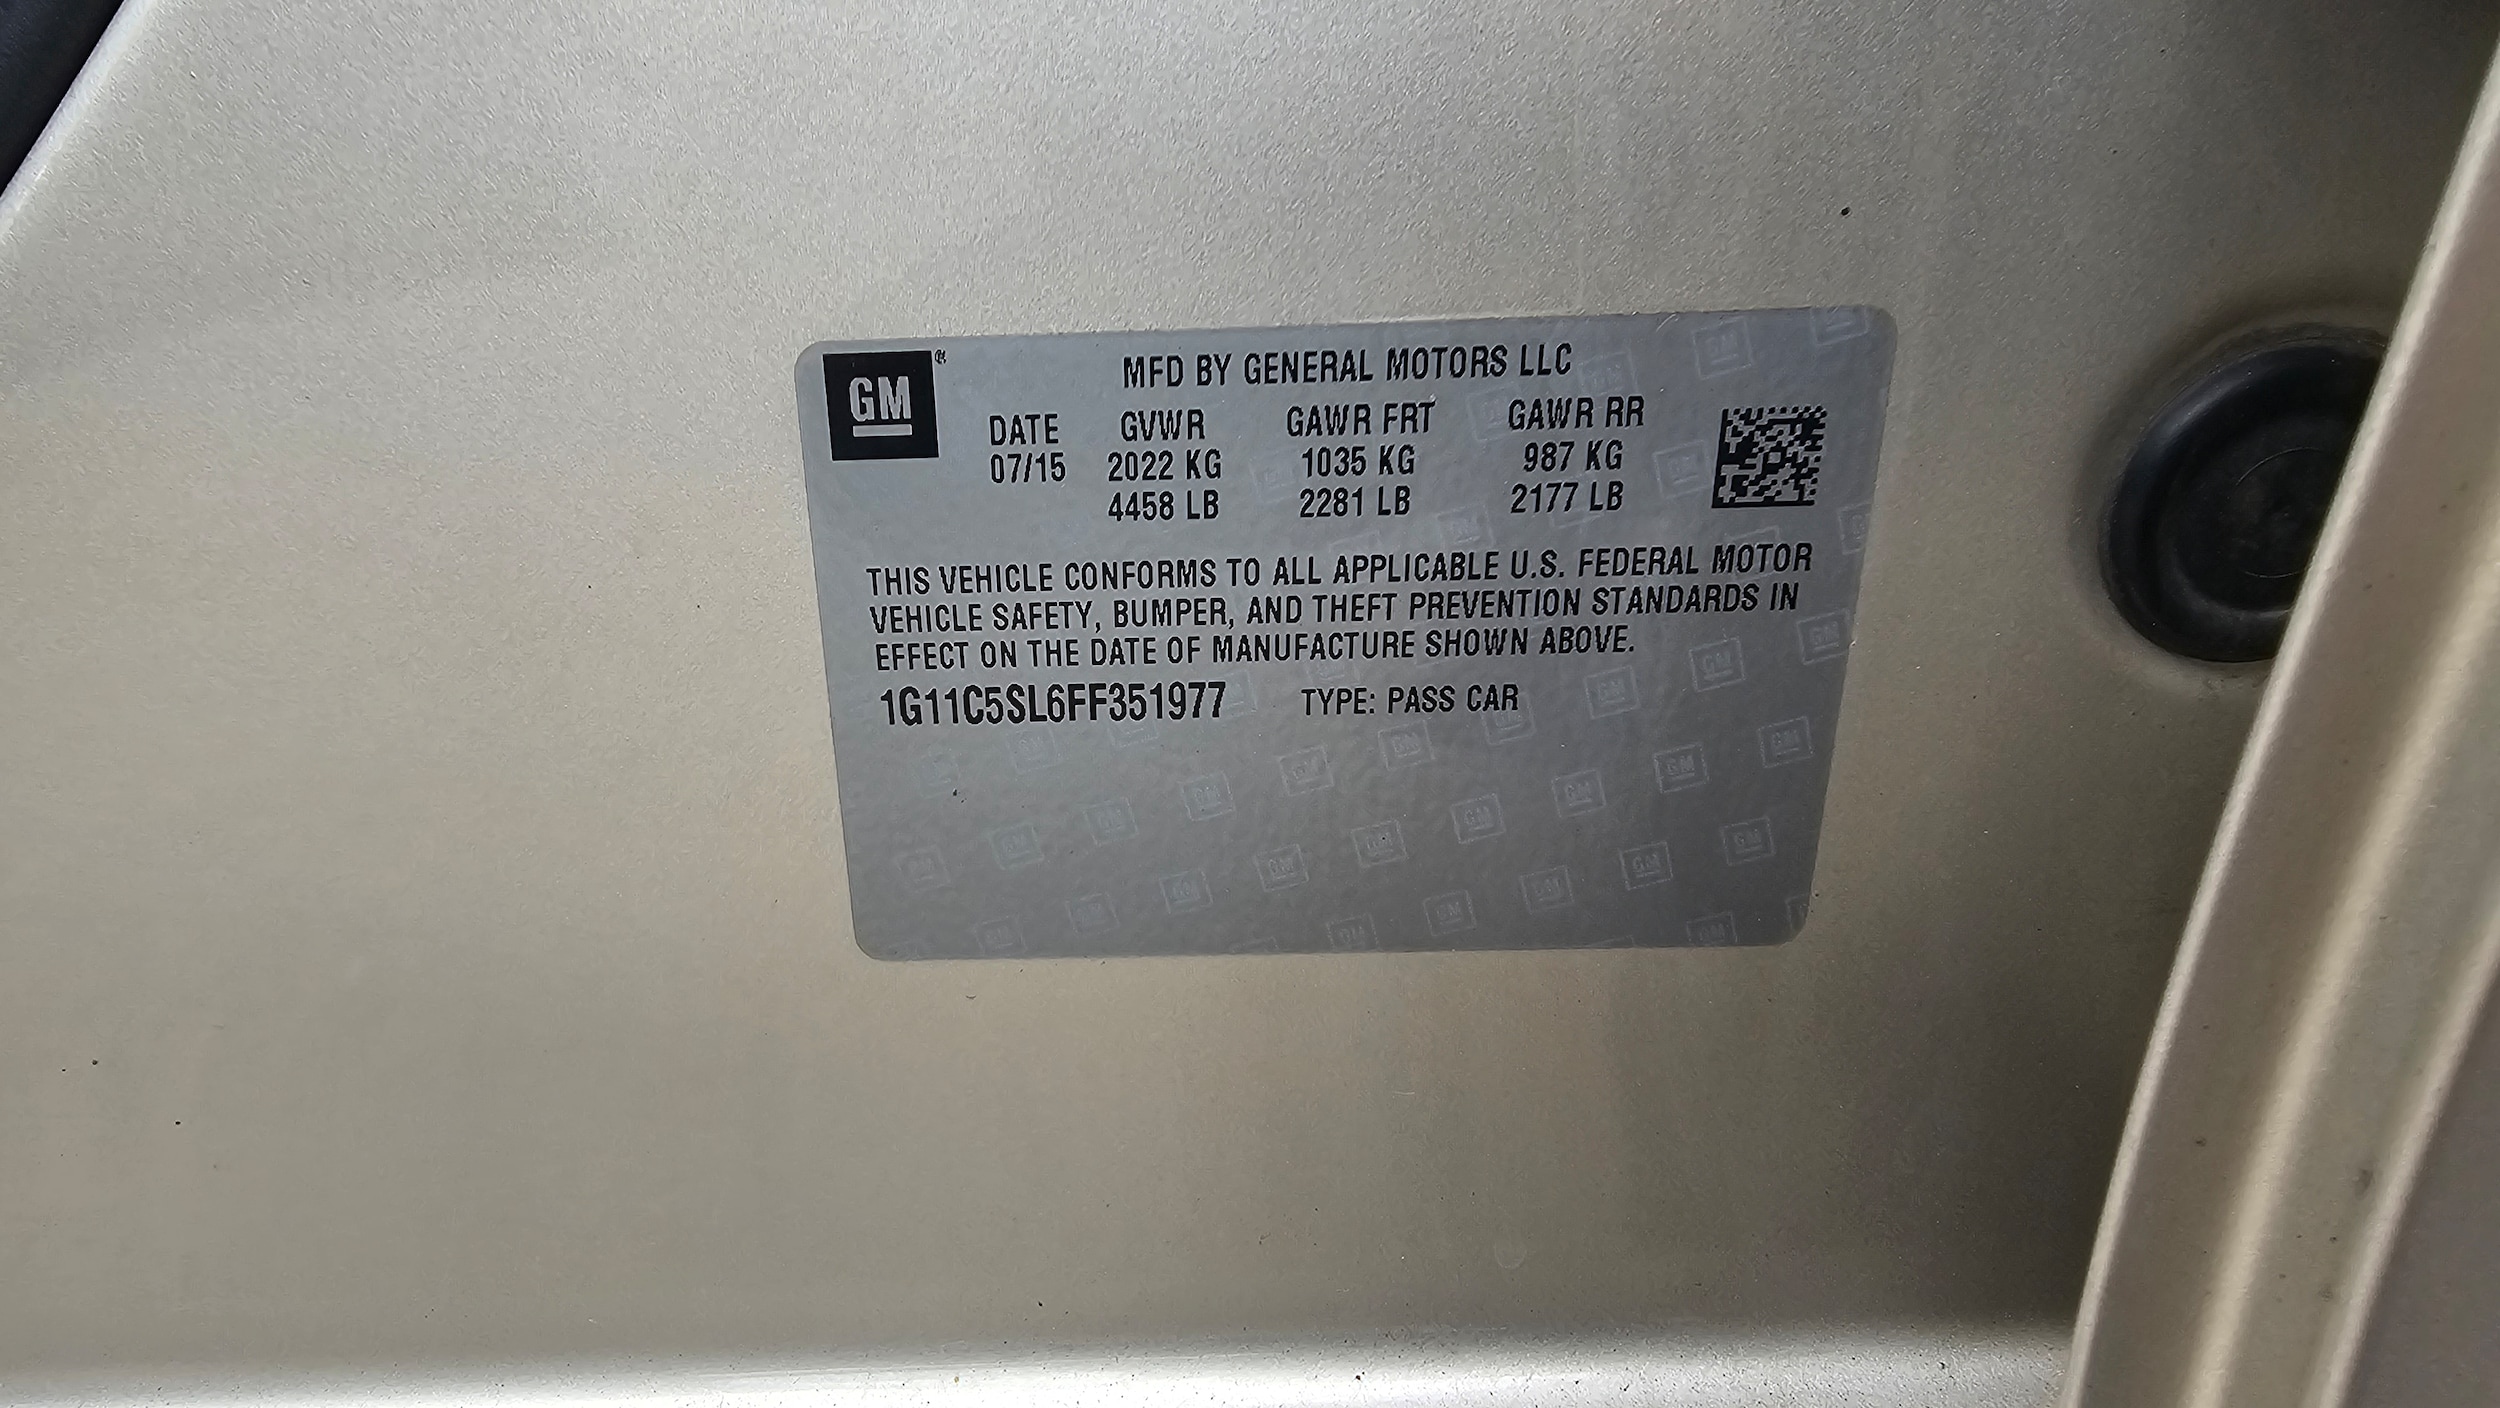 GM®
MFD BY GENERAL MOTORS LLC
DATE GVWR GAWR FRT GAWR RR
07/15 2022 KG 1035 KG 987 KG
4458 LB 2281 LB 2177 LB
THIS VEHICLE CONFORMS TO ALL APPLICABLE U.S. FEDERAL MOTOR
VEHICLE SAFETY, BUMPER, AND THEFT PREVENTION STANDARDS IN
EFFECT ON THE DATE OF MANUFACTURE SHOWN ABOVE.
1G11C5SL6FF351977 TYPE: PASS CAR